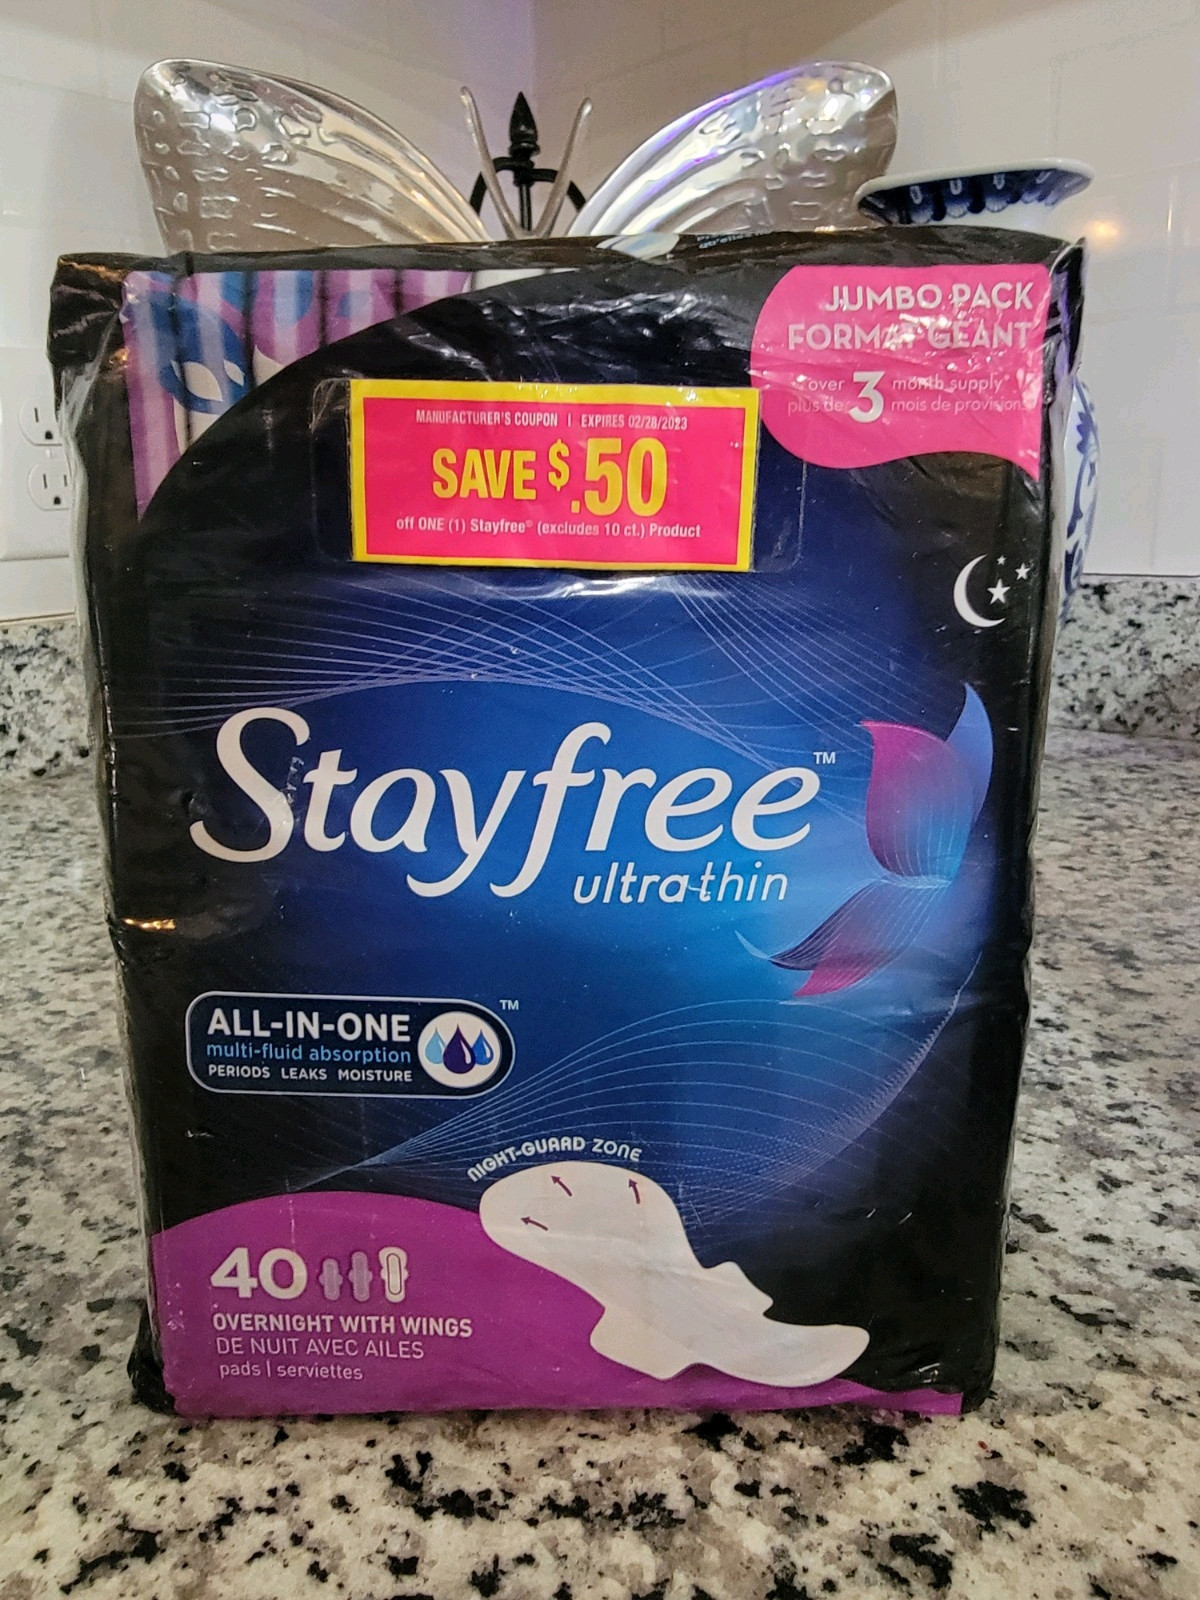 JUMBO PACK
FORMAT GÉANT
over 3 month supply*
plus de 3 mois de provisions
MANUFACTURER'S COUPON | EXPIRES 02/28/2023
SAVE $.50
off ONE (1) Stayfree® (excludes 10 ct.) Product
Stayfree™
ultra thin
ALL-IN-ONE™
multi-fluid absorption
PERIODS LEAKS MOISTURE
NIGHT-GUARD ZONE
40
OVERNIGHT WITH WINGS
DE NUIT AVEC AILES
pads | serviettes